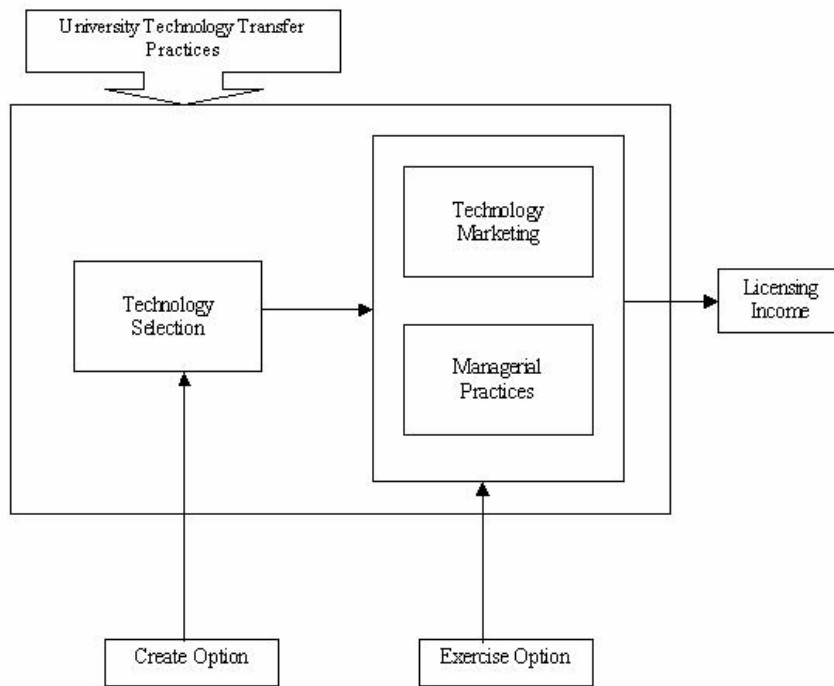 University Technology Transfer
Practices
Technology
Marketing
Technology
Selection
Licensing
Income
Managerial
Practices
Create Option
Exercise Option